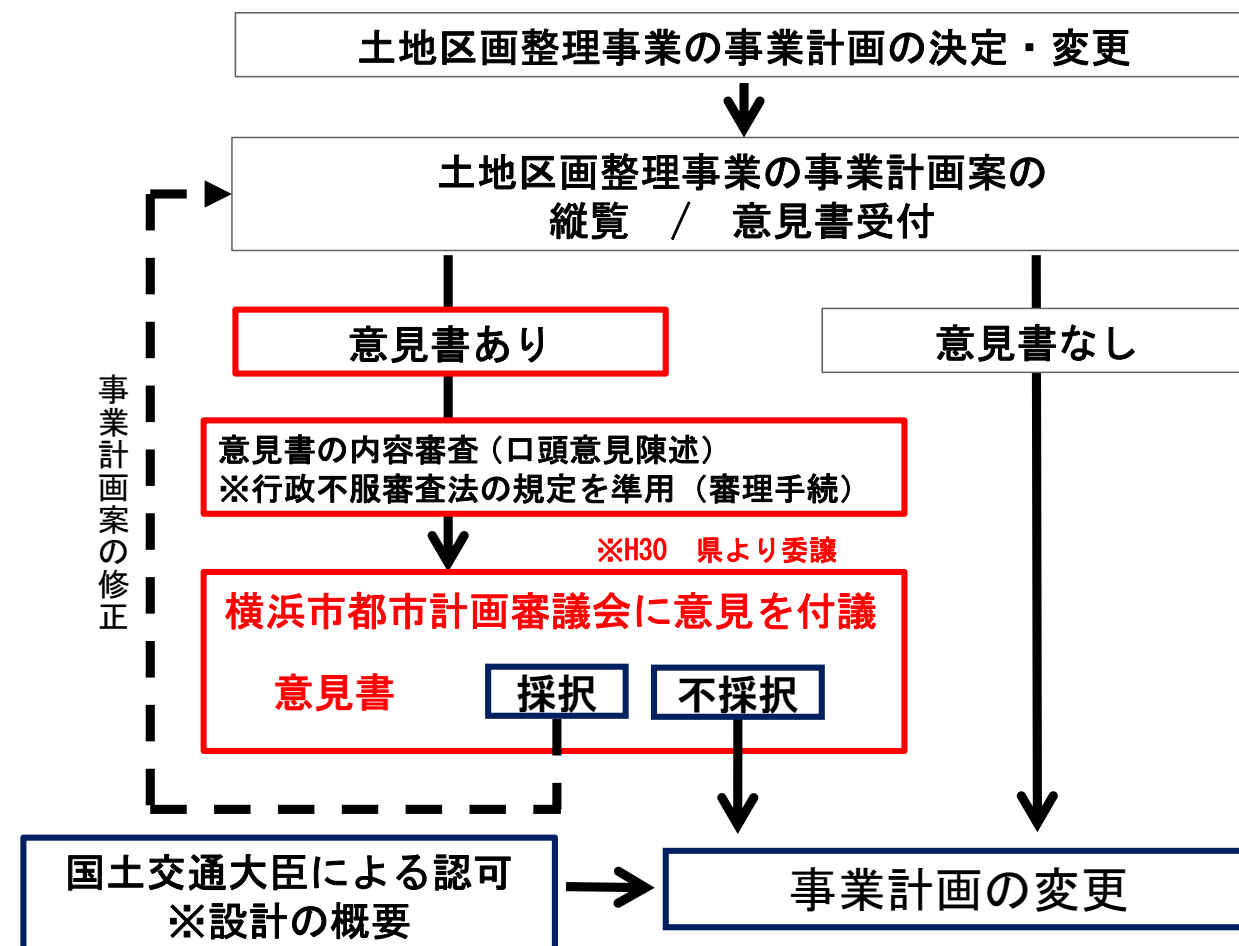 土地区画整理事業の事業計画の決定・変更
土地区画整理事業の事業計画案の
縦覧 / 意見書受付
意見書あり
意見書なし
事業計画案の修正
意見書の内容審査(口頭意見陳述)
※行政不服審査法の規定を準用(審理手続)
※H30 県より委譲
横浜市都市計画審議会に意見を付議
意見書 採択 不採択
国土交通大臣による認可
※設計の概要
事業計画の変更